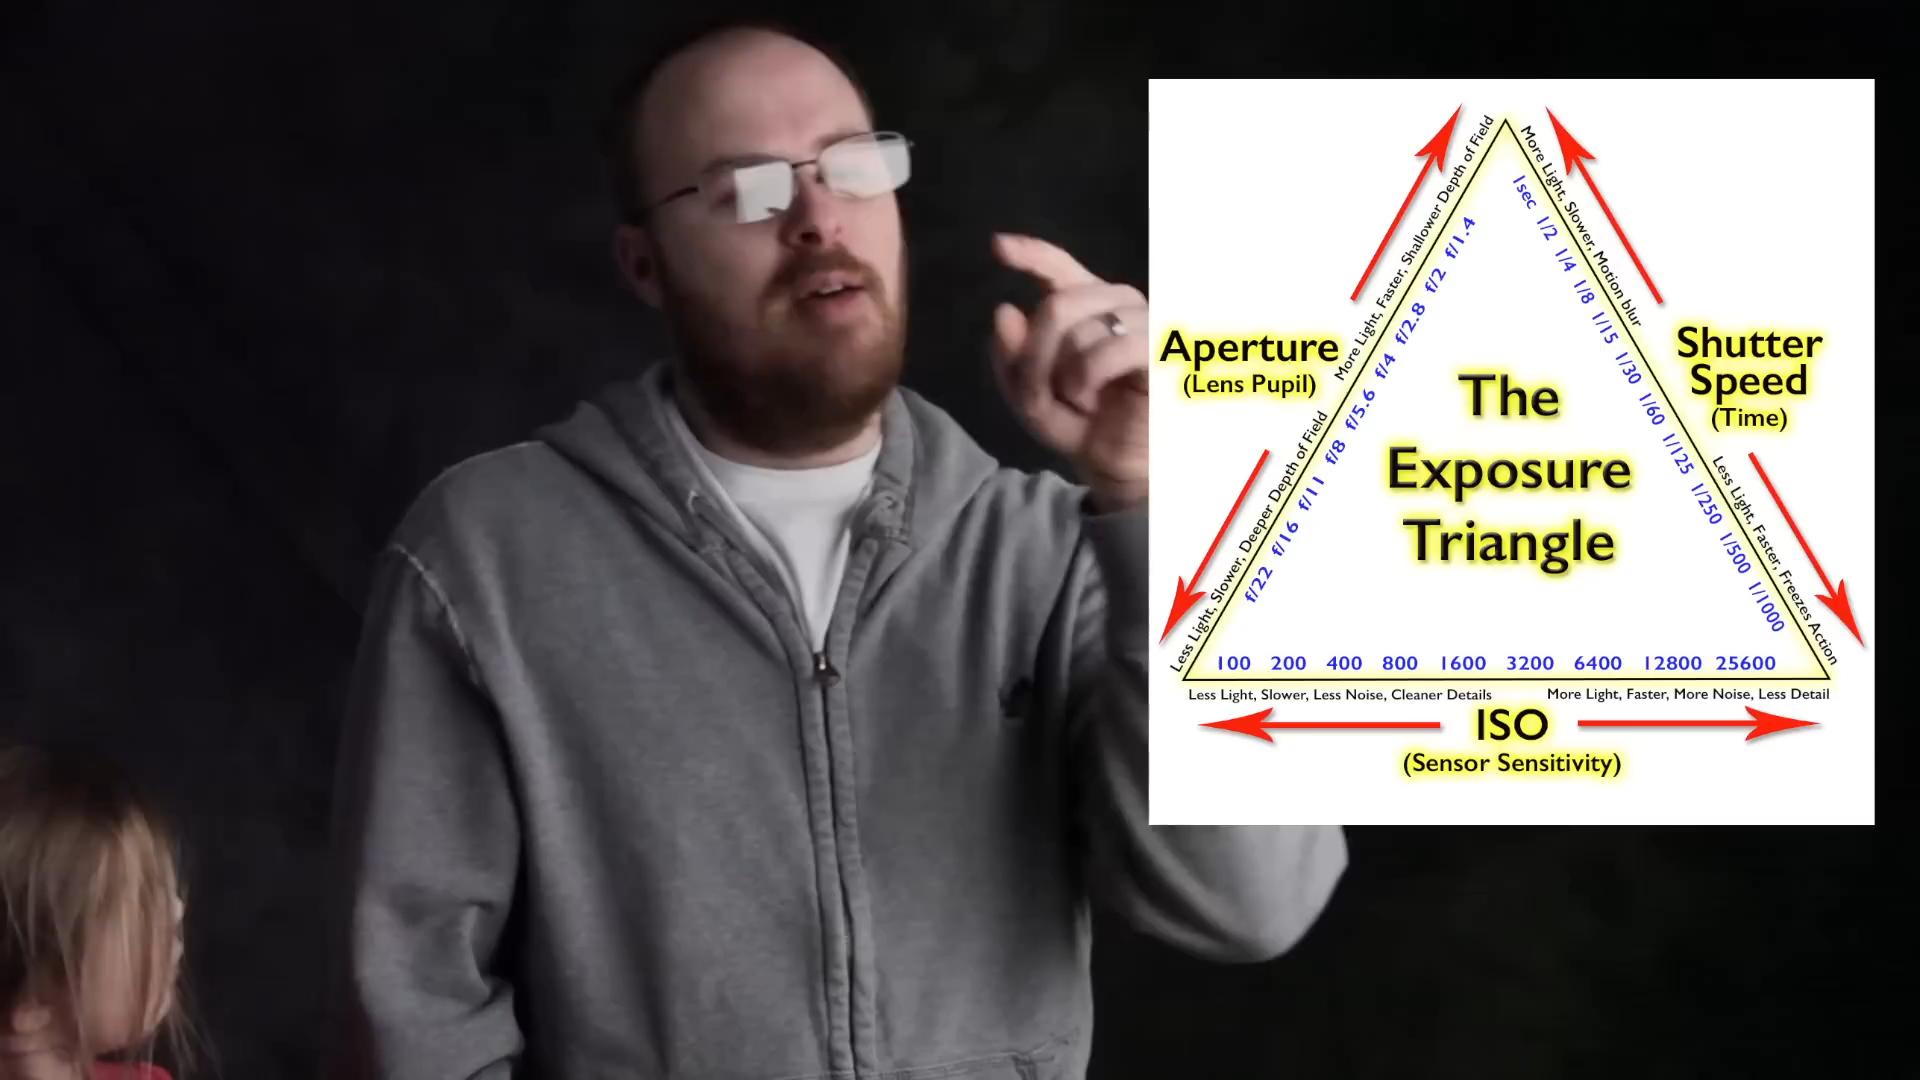 More Light, Faster, Shallower Depth of Field
More Light, Slower, Motion blur
1sec 1/2 1/4 1/8 1/15 1/30 1/60 1/125 1/250 1/500 1/1000
f/22 f/16 f/11 f/8 f/5.6 f/4 f/2.8 f/2 f/1.4
Aperture
(Lens Pupil)
Shutter
Speed
(Time)
The
Exposure
Triangle
Less Light, Slower, Deeper Depth of Field
Less Light, Faster, Freezes Action
100 200 400 800 1600 3200 6400 12800 25600
Less Light, Slower, Less Noise, Cleaner Details
More Light, Faster, More Noise, Less Detail
ISO
(Sensor Sensitivity)